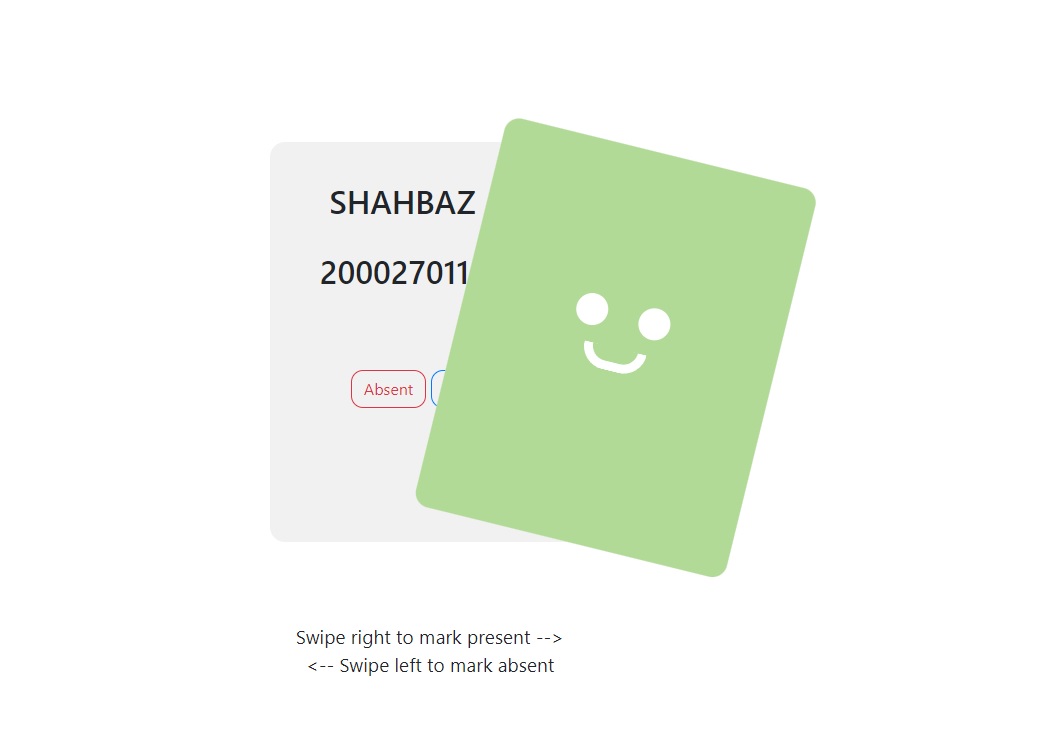 SHAHBAZ
200027011
Absent
Swipe right to mark present -->
<-- Swipe left to mark absent